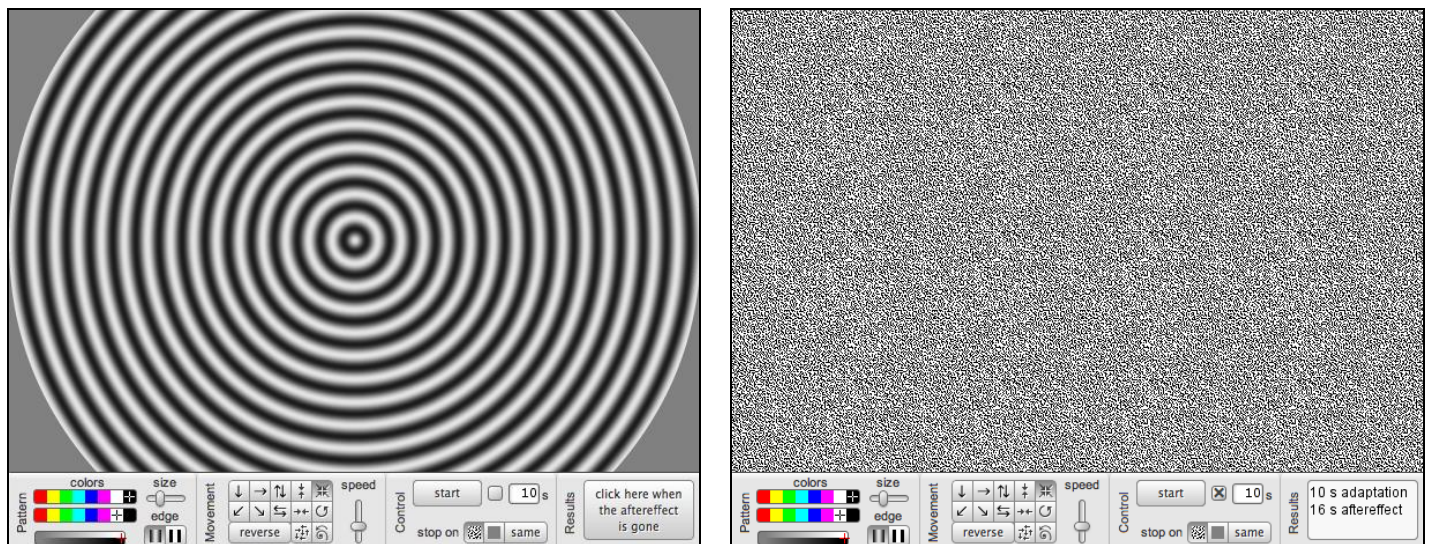 Pattern
colors
size
edge
Movement
reverse
speed
Control
start
10 s
stop on
same
Results
click here when
the aftereffect
is gone
Pattern
colors
size
edge
Movement
reverse
speed
Control
start
10 s
stop on
same
Results
10 s adaptation
16 s aftereffect